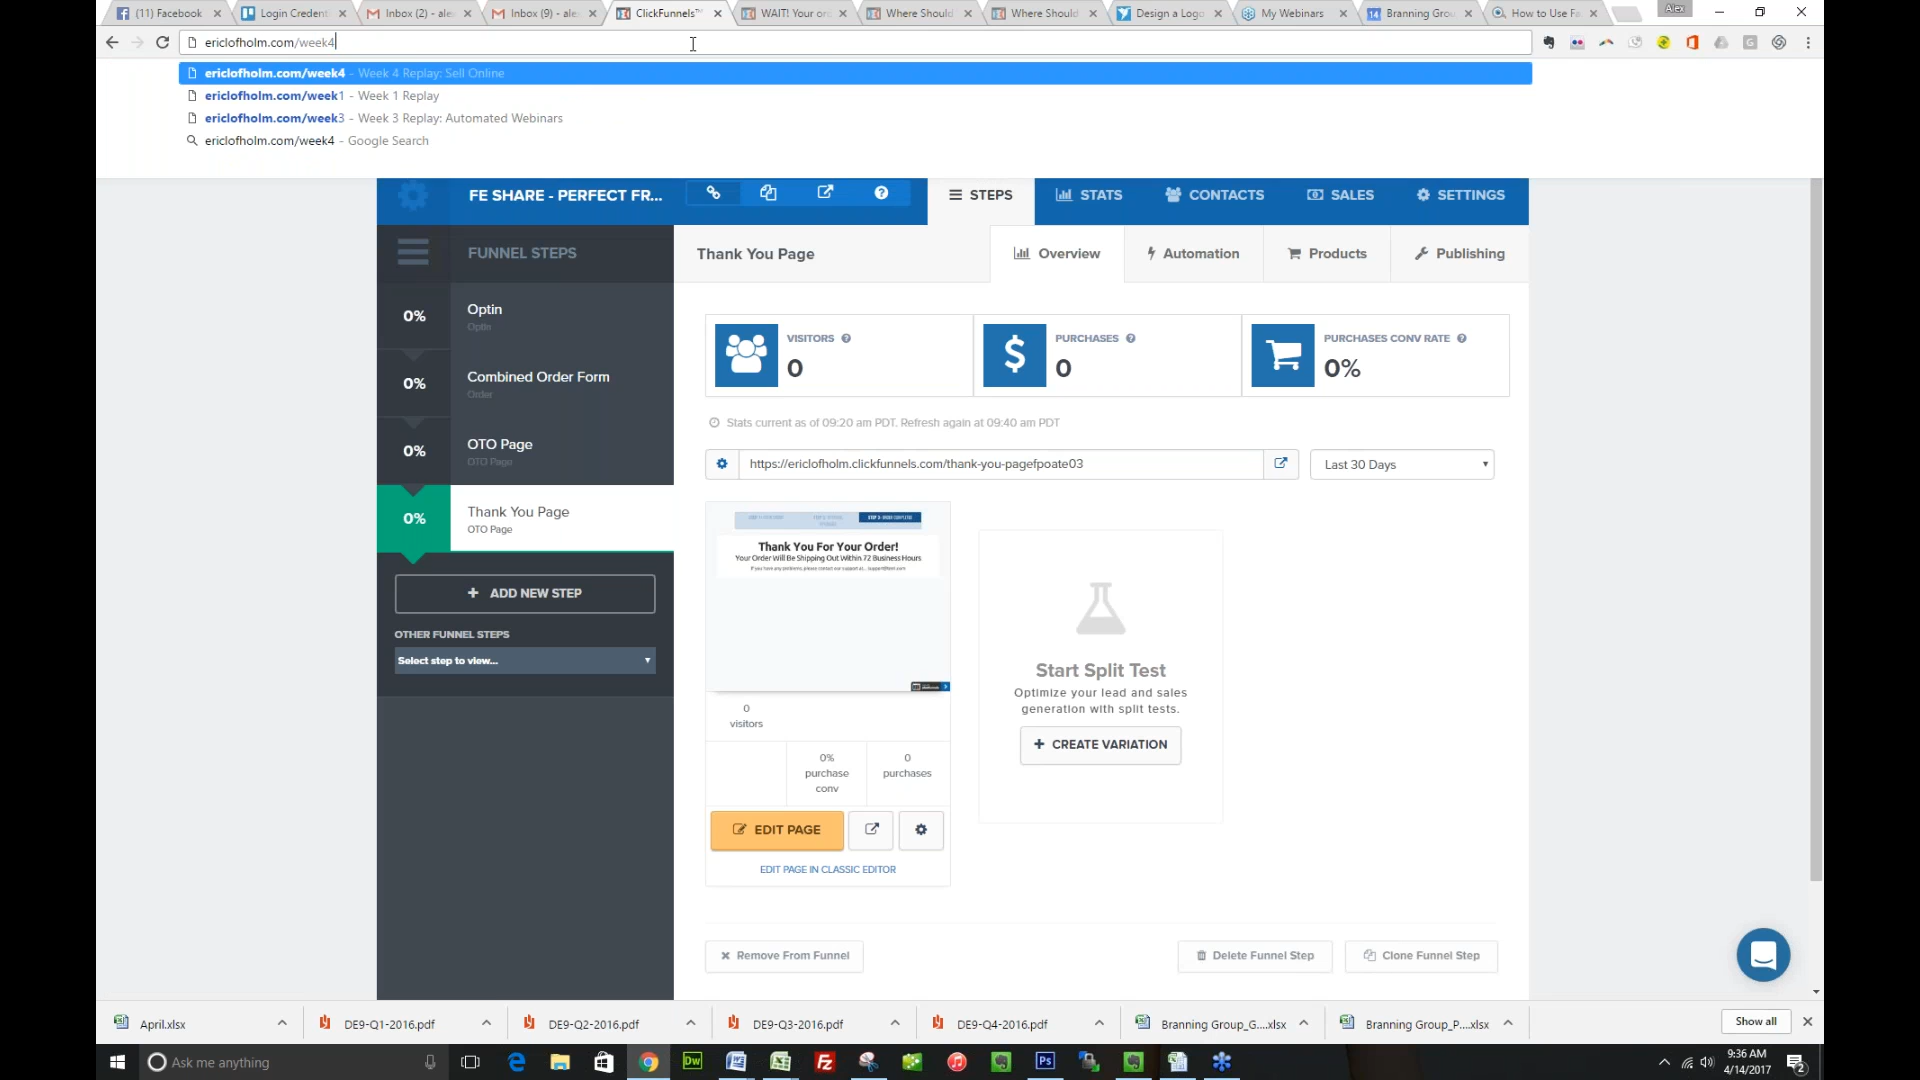 (11) Facebook
Login Credent
Inbox (2) - ale
Inbox (9) - ale
ClickFunnels™
WAIT! Your or
Where Should
Where Should
Design a Logo
My Webinars
14 Branning Grou
How to Use Fa
Alex
ericlofholm.com/week4
ericlofholm.com/week4 - Week 4 Replay: Sell Online
ericlofholm.com/week1 - Week 1 Replay
ericlofholm.com/week3 - Week 3 Replay: Automated Webinars
ericlofholm.com/week4 - Google Search
FE SHARE - PERFECT FR...
STEPS
STATS
CONTACTS
SALES
SETTINGS
FUNNEL STEPS
Thank You Page
Overview
Automation
Products
Publishing
0%
Optin
Optin
0%
Combined Order Form
Order
0%
OTO Page
OTO Page
0%
Thank You Page
OTO Page
ADD NEW STEP
OTHER FUNNEL STEPS
Select step to view...
VISITORS
0
PURCHASES
0
PURCHASES CONV RATE
0%
Stats current as of 09:20 am PDT. Refresh again at 09:40 am PDT
https://ericlofholm.clickfunnels.com/thank-you-pagefpoate03
Last 30 Days
Thank You For Your Order!
Your Order Will Be Shipping Out Within 72 Business Hours
0
visitors
0%
purchase
conv
0
purchases
EDIT PAGE
EDIT PAGE IN CLASSIC EDITOR
Start Split Test
Optimize your lead and sales
generation with split tests.
CREATE VARIATION
Remove From Funnel
Delete Funnel Step
Clone Funnel Step
April.xlsx
DE9-Q1-2016.pdf
DE9-Q2-2016.pdf
DE9-Q3-2016.pdf
DE9-Q4-2016.pdf
Branning Group_G....xlsx
Branning Group_P....xlsx
Show all
Ask me anything
Dw
Ps
9:36 AM
4/14/2017
2